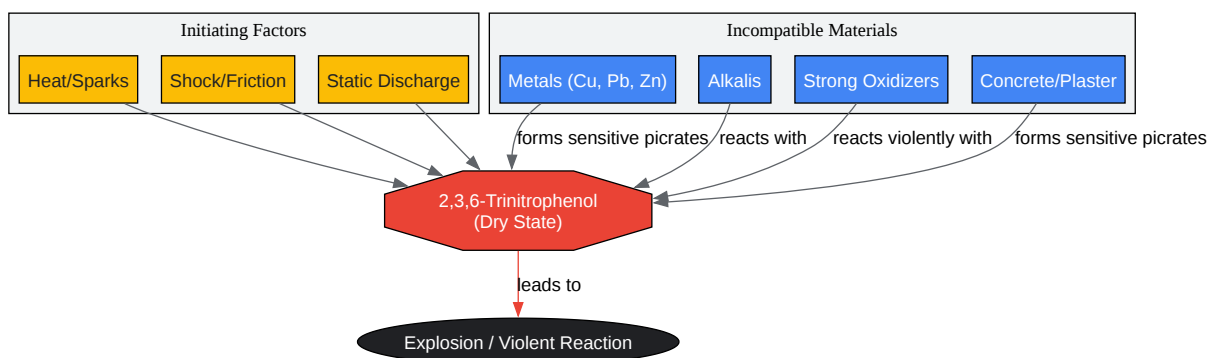 Initiating Factors
Incompatible Materials
Heat/Sparks
Shock/Friction
Static Discharge
Metals (Cu, Pb, Zn)
Alkalis
Strong Oxidizers
Concrete/Plaster
forms sensitive picrates
reacts with
reacts violently with
forms sensitive picrates
2,3,6-Trinitrophenol
(Dry State)
leads to
Explosion / Violent Reaction